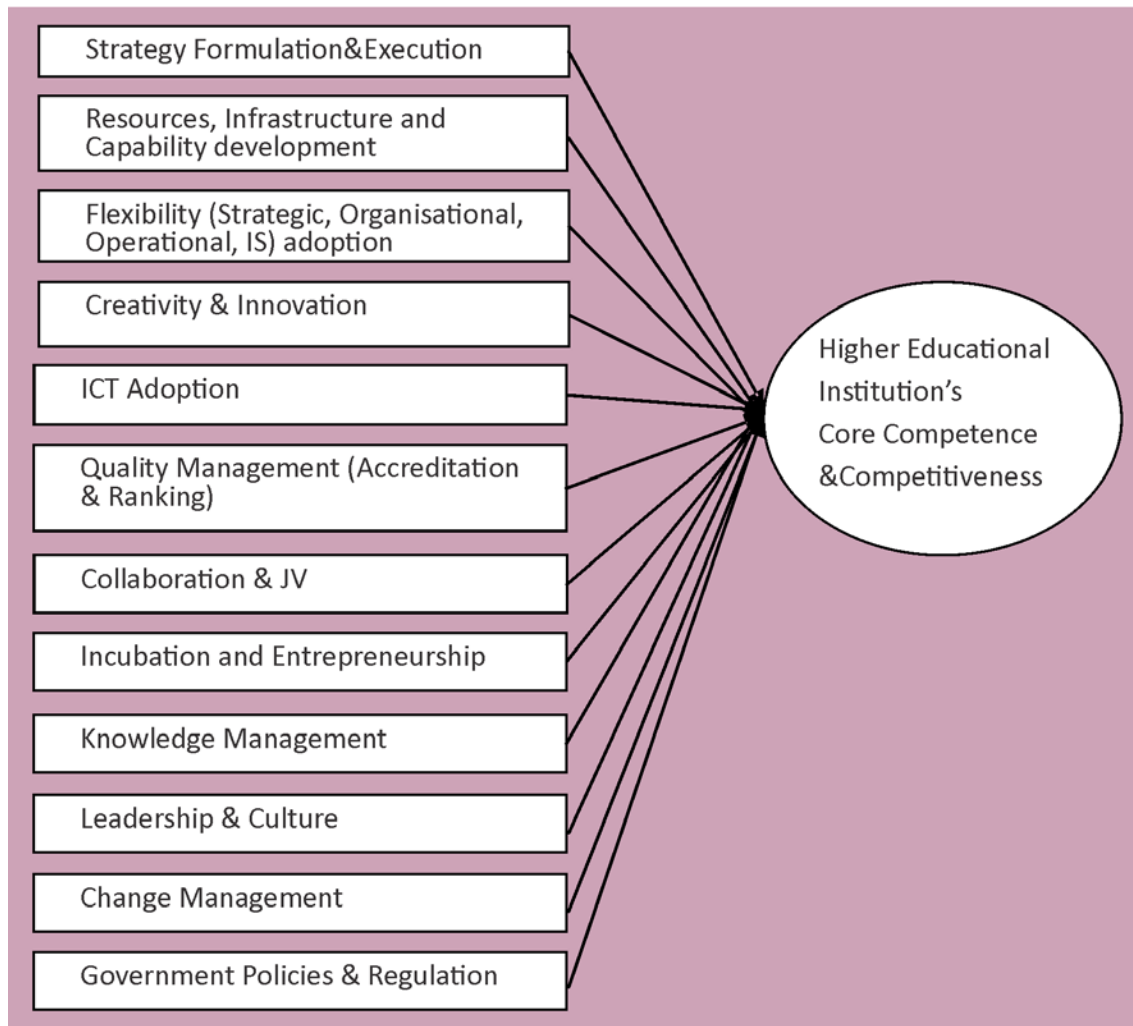 Strategy Formulation&Execution
Resources, Infrastructure and
Capability development
Flexibility (Strategic, Organisational,
Operational, IS) adoption
Creativity & Innovation
ICT Adoption
Quality Management (Accreditation
& Ranking)
Collaboration & JV
Incubation and Entrepreneurship
Knowledge Management
Leadership & Culture
Change Management
Government Policies & Regulation
Higher Educational
Institution’s
Core Competence
&Competitiveness